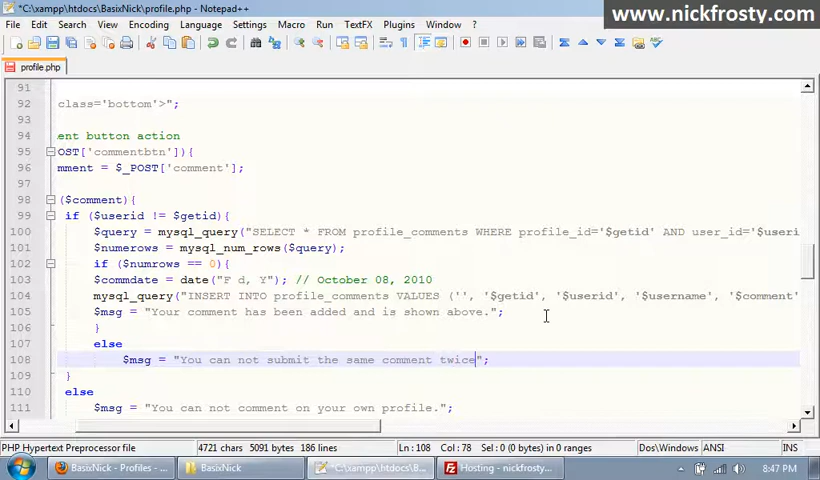 *C:\xampp\htdocs\BasixNick\profile.php - Notepad++
www.nickfrosty.com
File Edit Search View Encoding Language Settings Macro Run TextFX Plugins Window ?
profile.php
91
92 class='bottom'>";
93
94 ent button action
95 OST['commentbtn']){
96 mment = $_POST['comment'];
97
98 ($comment){
99 if ($userid != $getid){
100 $query = mysql_query("SELECT * FROM profile_comments WHERE profile_id='$getid' AND user_id='$useri
101 $numerows = mysql_num_rows($query);
102 if ($numrows == 0){
103 $commdate = date("F d, Y"); // October 08, 2010
104 mysql_query("INSERT INTO profile_comments VALUES ('', '$getid', '$userid', '$username', '$comment'
105 $msg = "Your comment has been added and is shown above.";
106 }
107 else
108 $msg = "You can not submit the same comment twice";
109 }
110 else
111 $msg = "You can not comment on your own profile.";
PHP Hypertext Preprocessor file 4721 chars 5091 bytes 186 lines Ln : 108 Col : 78 Sel : 0 (0 bytes) in 0 ranges Dos\Windows ANSI INS
BasixNick - Profiles - ... BasixNick *C:\xampp\htdocs\B... Hosting - nickfrosty... 8:47 PM